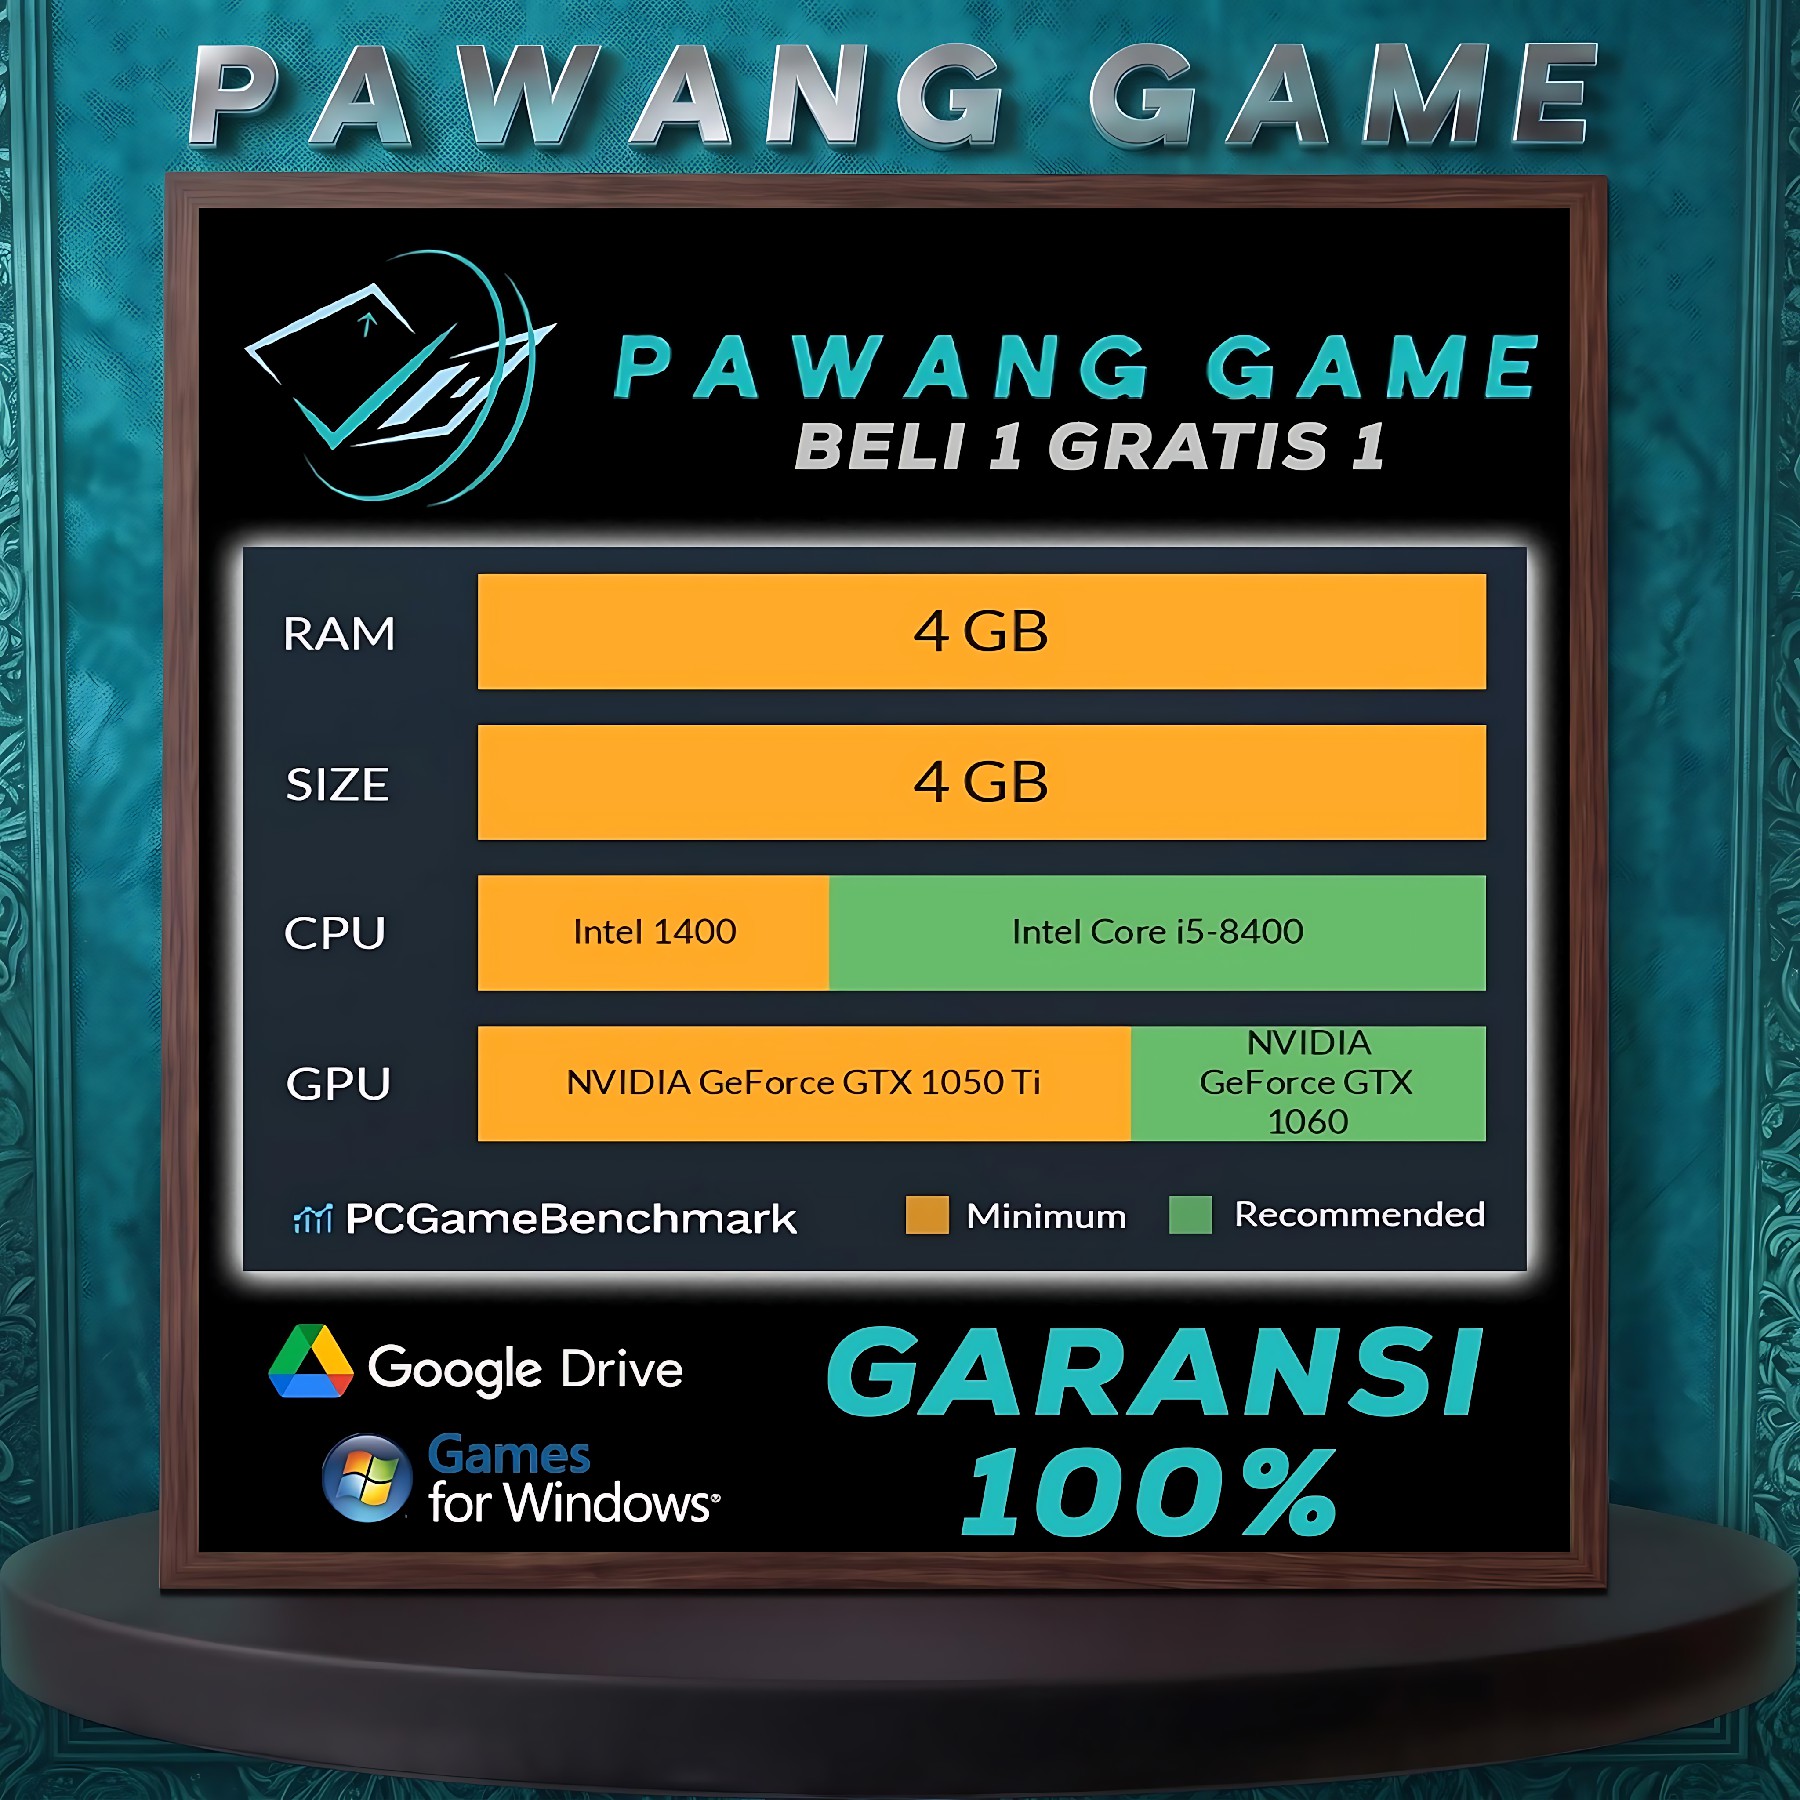 PAWANG GAME
PAWANG GAME
BELI 1 GRATIS 1
RAM
4 GB
SIZE
4 GB
CPU
Intel 1400
Intel Core i5-8400
GPU
NVIDIA GeForce GTX 1050 Ti
NVIDIA
GeForce GTX
1060
PCGameBenchmark
Minimum
Recommended
Google Drive
Games
for Windows®
GARANSI
100%